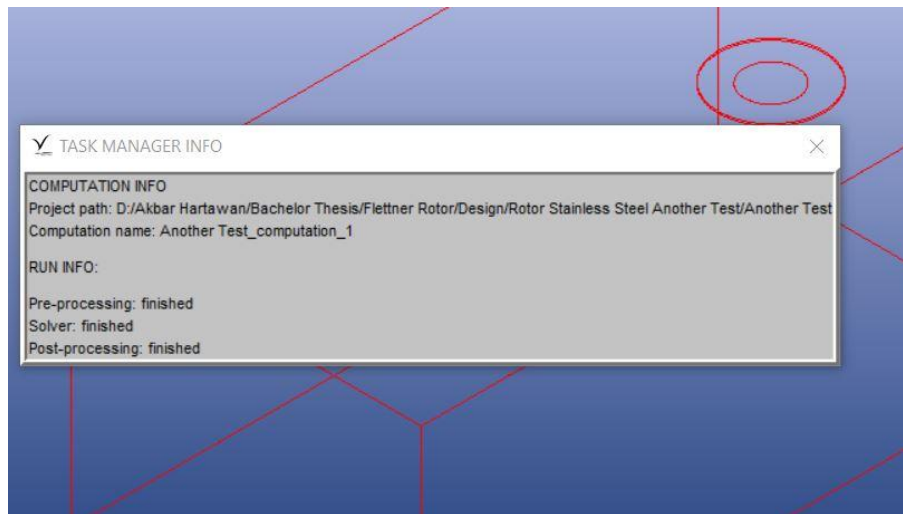 TASK MANAGER INFO
COMPUTATION INFO
Project path: D:/Akbar Hartawan/Bachelor Thesis/Flettner Rotor/Design/Rotor Stainless Steel Another Test/Another Test
Computation name: Another Test_computation_1
RUN INFO:
Pre-processing: finished
Solver: finished
Post-processing: finished